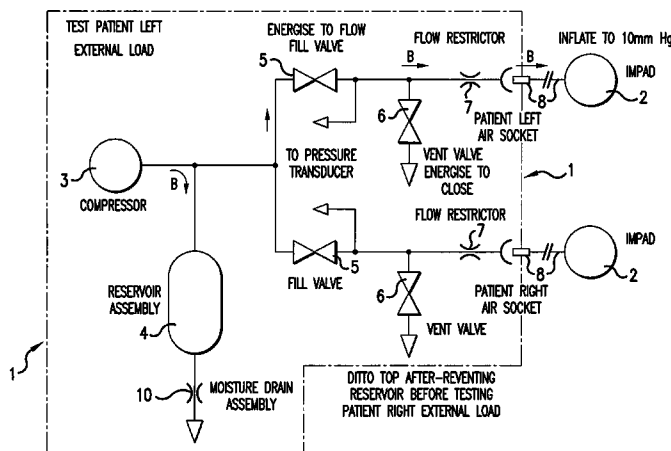 TEST PATIENT LEFT
EXTERNAL LOAD
ENERGISE TO FLOW
FILL VALVE
5
FLOW RESTRICTOR
INFLATE TO 10mm Hg
B
B
IMPAD
7
8
2
6
PATIENT LEFT
AIR SOCKET
TO PRESSURE
TRANSDUCER
VENT VALVE
ENERGISE TO
CLOSE
1
3
B
COMPRESSOR
FLOW RESTRICTOR
7
IMPAD
5
8
2
FILL VALVE
6
PATIENT RIGHT
AIR SOCKET
RESERVOIR
ASSEMBLY
4
VENT VALVE
1
10
MOISTURE DRAIN
ASSEMBLY
DITTO TOP AFTER-REVENTING
RESERVOIR BEFORE TESTING
PATIENT RIGHT EXTERNAL LOAD